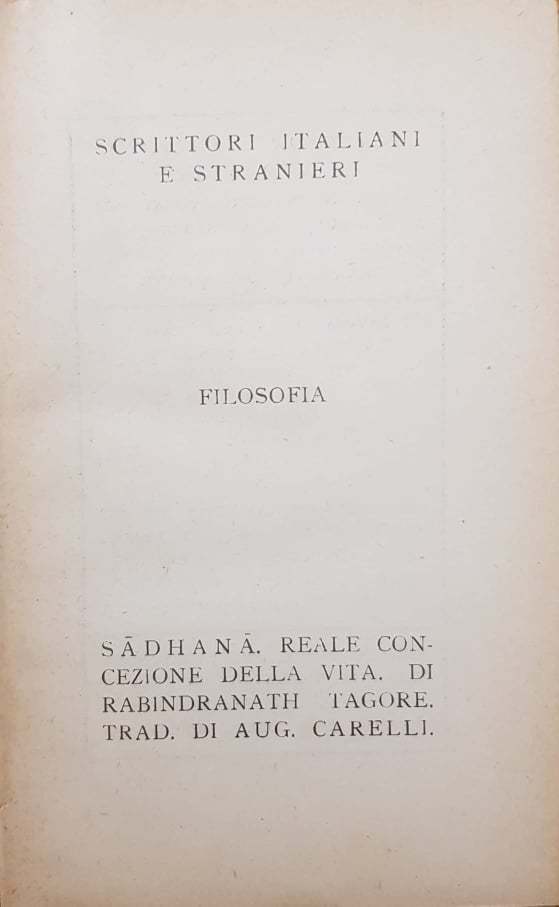 SCRITTORI ITALIANI
E STRANIERI
FILOSOFIA
SĀDHANĀ. REALE CON-
CEZIONE DELLA VITA. DI
RABINDRANATH TAGORE.
TRAD. DI AUG. CARELLI.